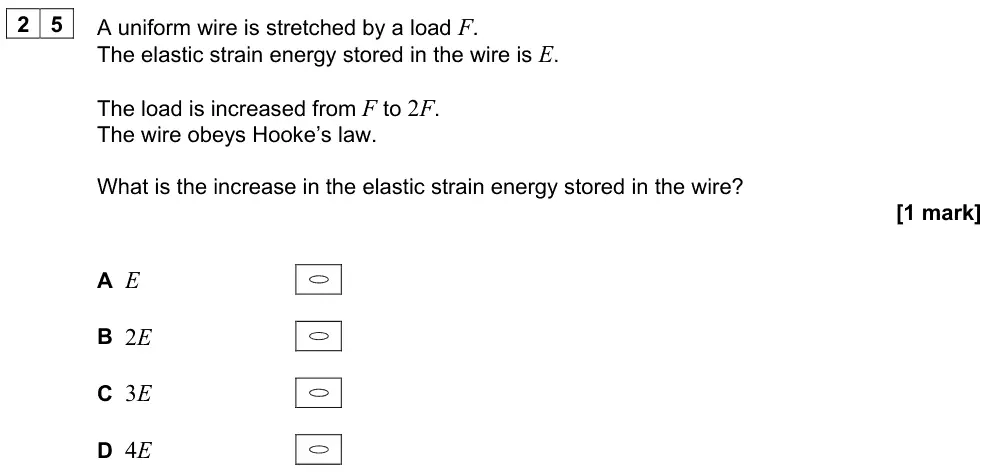 2 5 A uniform wire is stretched by a load F.
The elastic strain energy stored in the wire is E.
The load is increased from F to 2F.
The wire obeys Hooke’s law.
What is the increase in the elastic strain energy stored in the wire?
[1 mark]
A E
B 2E
C 3E
D 4E